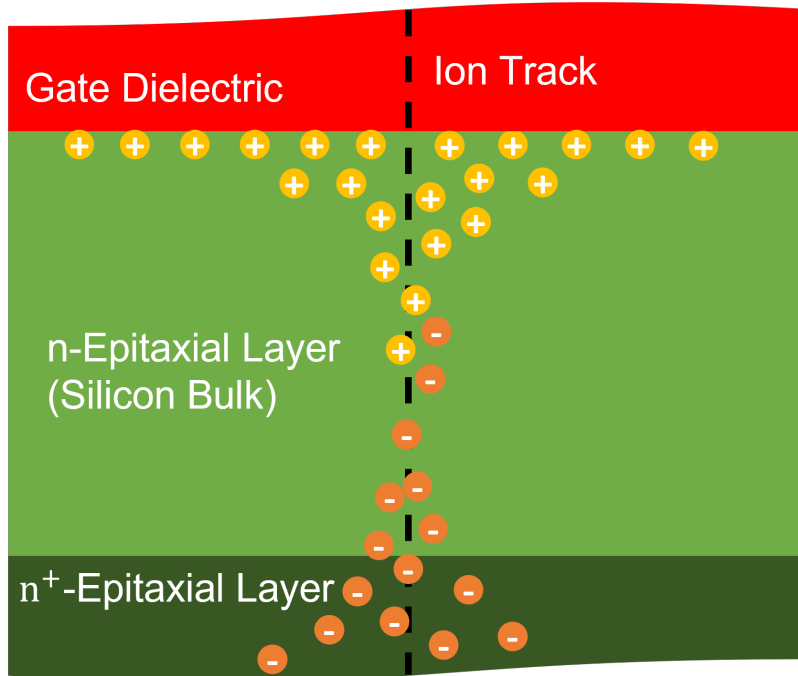 Gate Dielectric
Ion Track
+ + + + + + + + + + +
+ + + +
+ +
+ +
+
+
-
+
n-Epitaxial Layer
(Silicon Bulk)
-
-
- -
-
-
-
n⁺-Epitaxial Layer
- -
- - - -
-